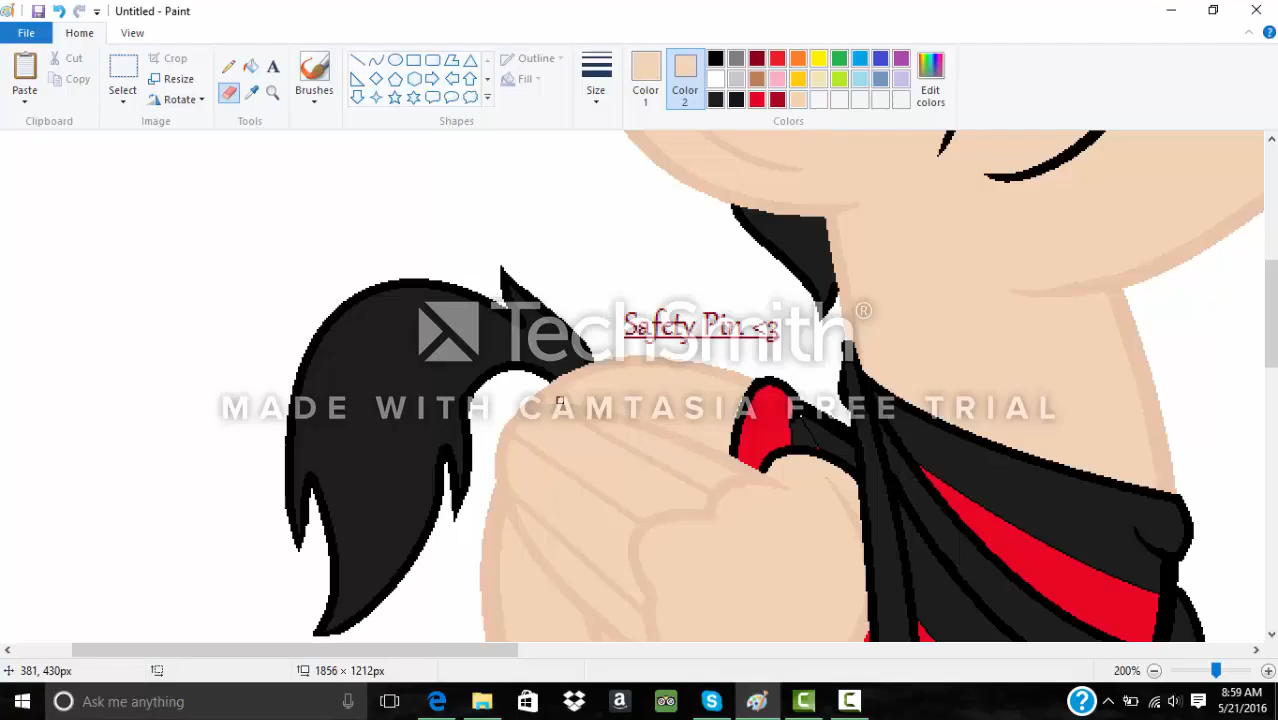 Untitled - Paint
File
Home
View
Paste
Cut
Copy
Clipboard
Select
Crop
Resize
Rotate
Image
Tools
Brushes
Shapes
Outline
Fill
Size
Color 1
Color 2
Colors
Edit colors
Safety Pin <g
TechSmith®
MADE WITH CAMTASIA FREE TRIAL
381, 430px
1856 × 1212px
200%
Ask me anything
8:59 AM
5/21/2016